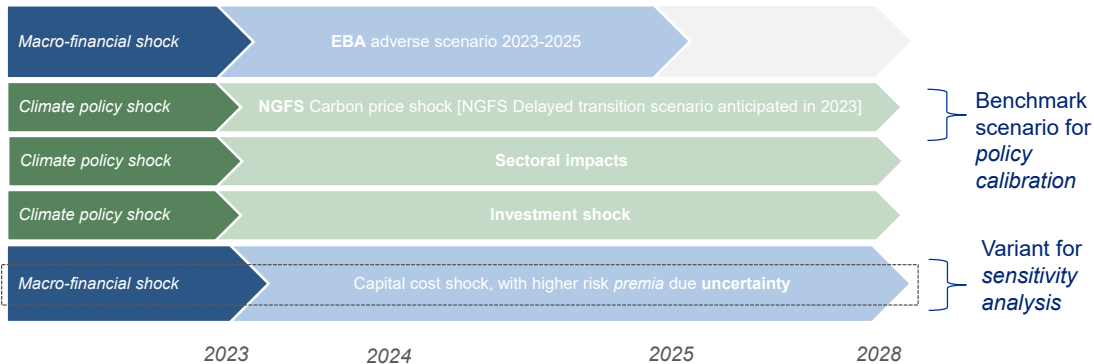 Macro-financial shock
EBA adverse scenario 2023-2025
Climate policy shock
NGFS Carbon price shock [NGFS Delayed transition scenario anticipated in 2023]
Benchmark
scenario for
policy
calibration
Climate policy shock
Sectoral impacts
Climate policy shock
Investment shock
Macro-financial shock
Capital cost shock, with higher risk premia due uncertainty
Variant for
sensitivity
analysis
2023
2024
2025
2028